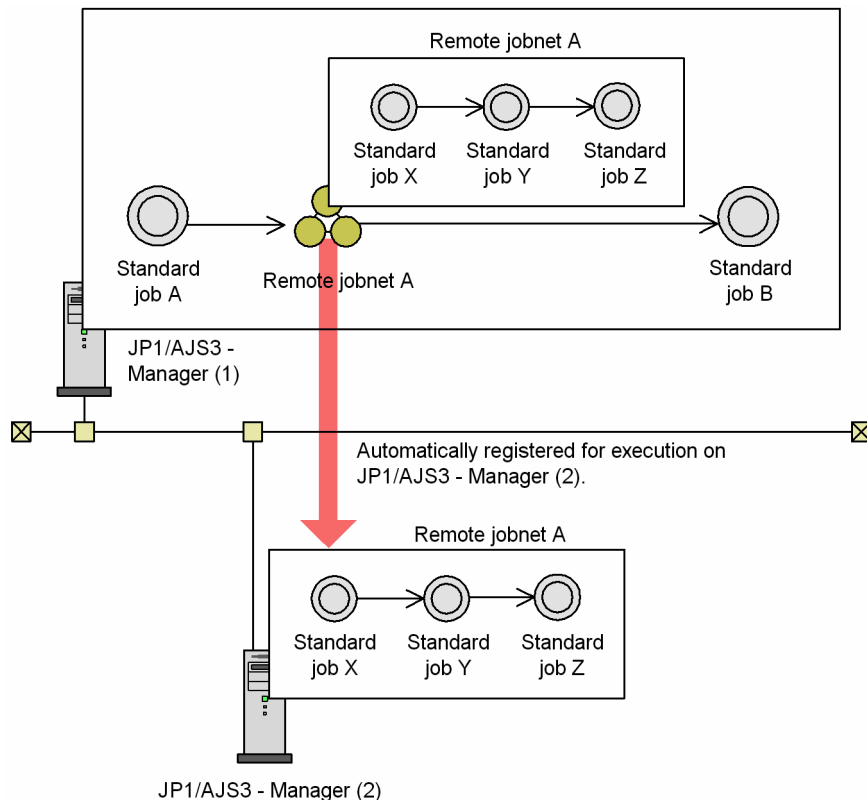 Remote jobnet A
Standard
job X
Standard
job Y
Standard
job Z
Standard
job A
Remote jobnet A
Standard
job B
JP1/AJS3 -
Manager (1)
Automatically registered for execution on
JP1/AJS3 - Manager (2).
Remote jobnet A
Standard
job X
Standard
job Y
Standard
job Z
JP1/AJS3 - Manager (2)